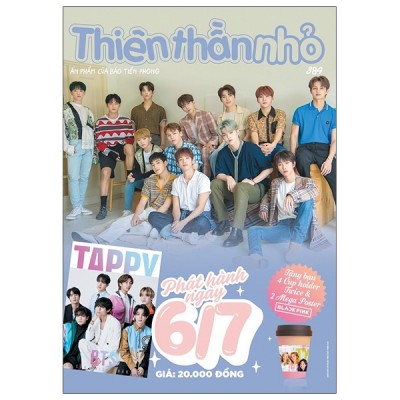 Thiên thần nhỏ
389
ẤN PHẨM CỦA BÁO TIỀN PHONG
TAPPY
Phát hành
ngày
6/7
GIÁ: 20.000 ĐỒNG
Tặng bạn
4 Cup holder
Twice &
2 Mega Poster
BLACKPINK